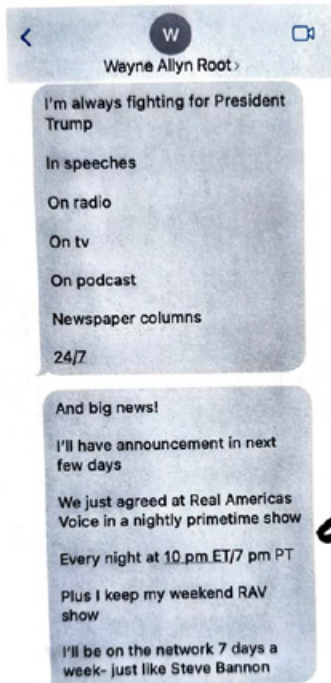 W
Wayne Allyn Root
I'm always fighting for President
Trump
In speeches
On radio
On tv
On podcast
Newspaper columns
24/7
And big news!
I'll have announcement in next
few days
We just agreed at Real Americas
Voice in a nightly primetime show
Every night at 10 pm ET/7 pm PT
Plus I keep my weekend RAV
show
I'll be on the network 7 days a
week- just like Steve Bannon